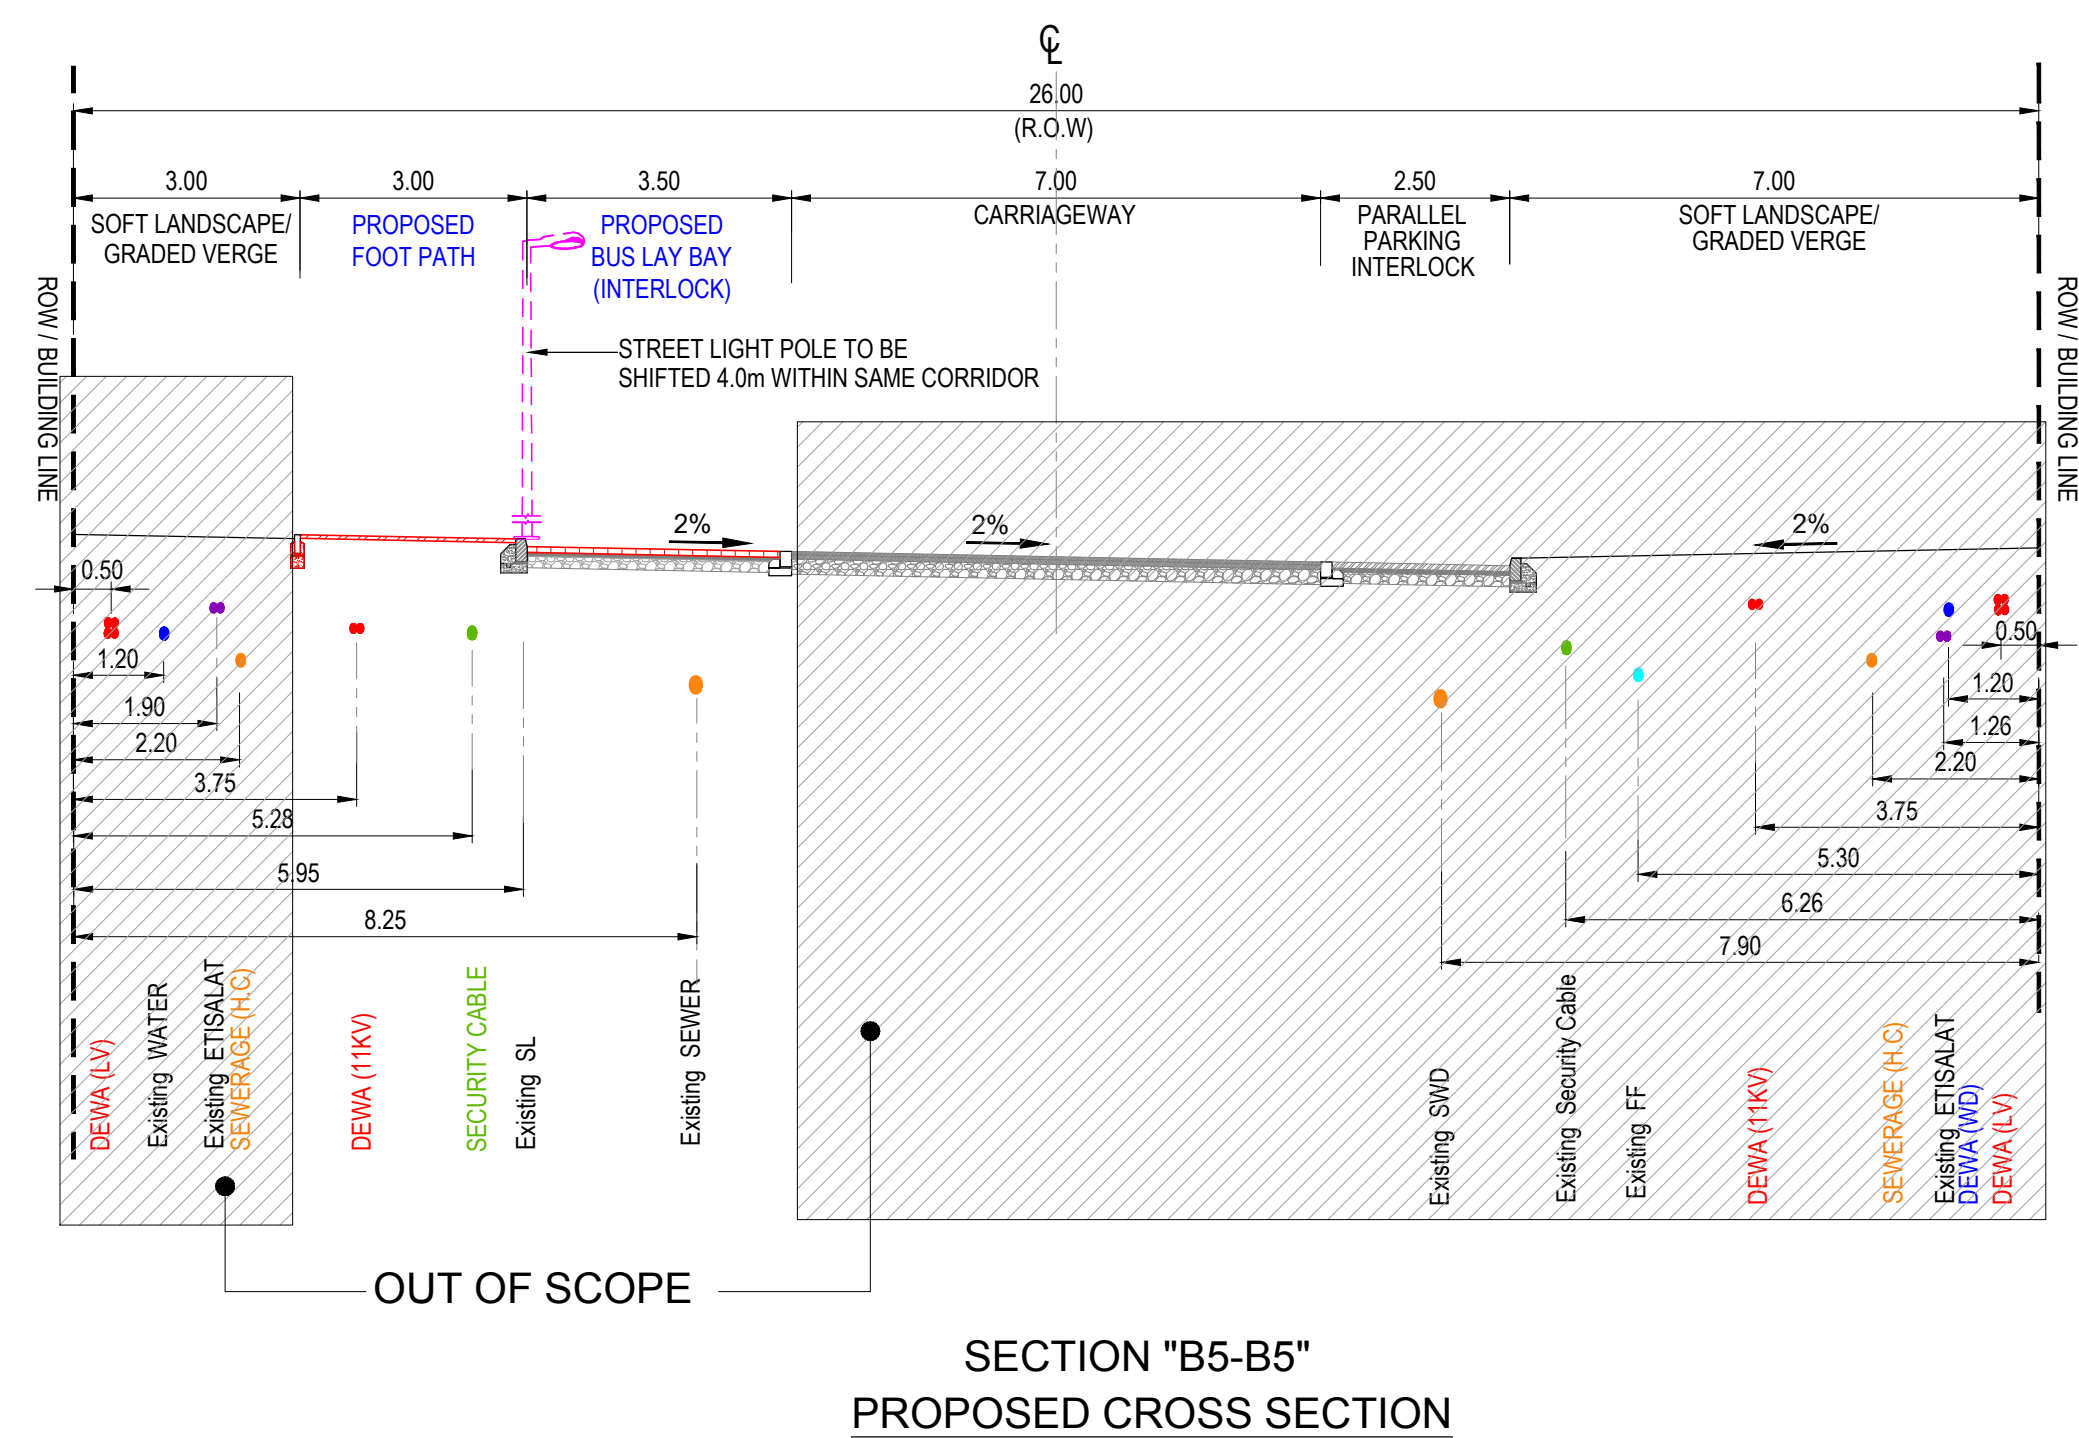 ℄
26.00
(R.O.W)
3.00
3.00
3.50
7.00
2.50
7.00
SOFT LANDSCAPE/
GRADED VERGE
PROPOSED
FOOT PATH
PROPOSED
BUS LAY BAY
(INTERLOCK)
CARRIAGEWAY
PARALLEL
PARKING
INTERLOCK
SOFT LANDSCAPE/
GRADED VERGE
ROW / BUILDING LINE
ROW / BUILDING LINE
STREET LIGHT POLE TO BE
SHIFTED 4.0m WITHIN SAME CORRIDOR
2%
2%
2%
0.50
1.20
1.90
2.20
3.75
5.28
5.95
8.25
0.50
1.20
1.26
2.20
3.75
5.30
6.26
7.90
DEWA (LV)
Existing WATER
Existing ETISALAT
SEWERAGE (H.C)
DEWA (11KV)
SECURITY CABLE
Existing SL
Existing SEWER
Existing SWD
Existing Security Cable
Existing FF
DEWA (11KV)
SEWERAGE (H.C)
Existing ETISALAT
DEWA (WD)
DEWA (LV)
OUT OF SCOPE
SECTION "B5-B5"
PROPOSED CROSS SECTION